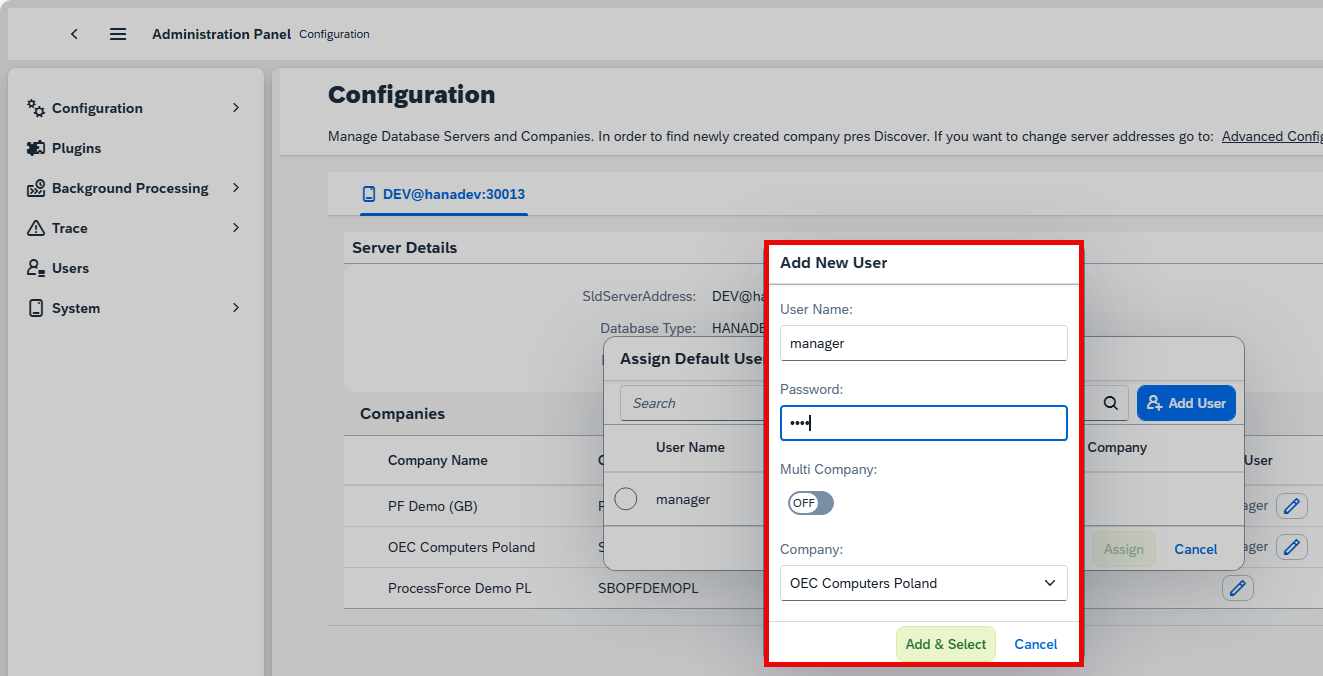 Administration Panel Configuration
Configuration
Plugins
Background Processing
Trace
Users
System
Configuration
Manage Database Servers and Companies. In order to find newly created company pres Discover. If you want to change server addresses go to: Advanced Config
DEV@hanadev:30013
Server Details
SldServerAddress: DEV@ha
Database Type: HANADE
Companies
Company Name
User
PF Demo (GB)
ager
OEC Computers Poland
ager
ProcessForce Demo PL SBOPFDEMOPL
Assign Default Use
Search
Add User
User Name Company
manager
Assign Cancel
Add New User
User Name:
manager
Password:
••••
Multi Company:
OFF
Company:
OEC Computers Poland
Add & Select Cancel